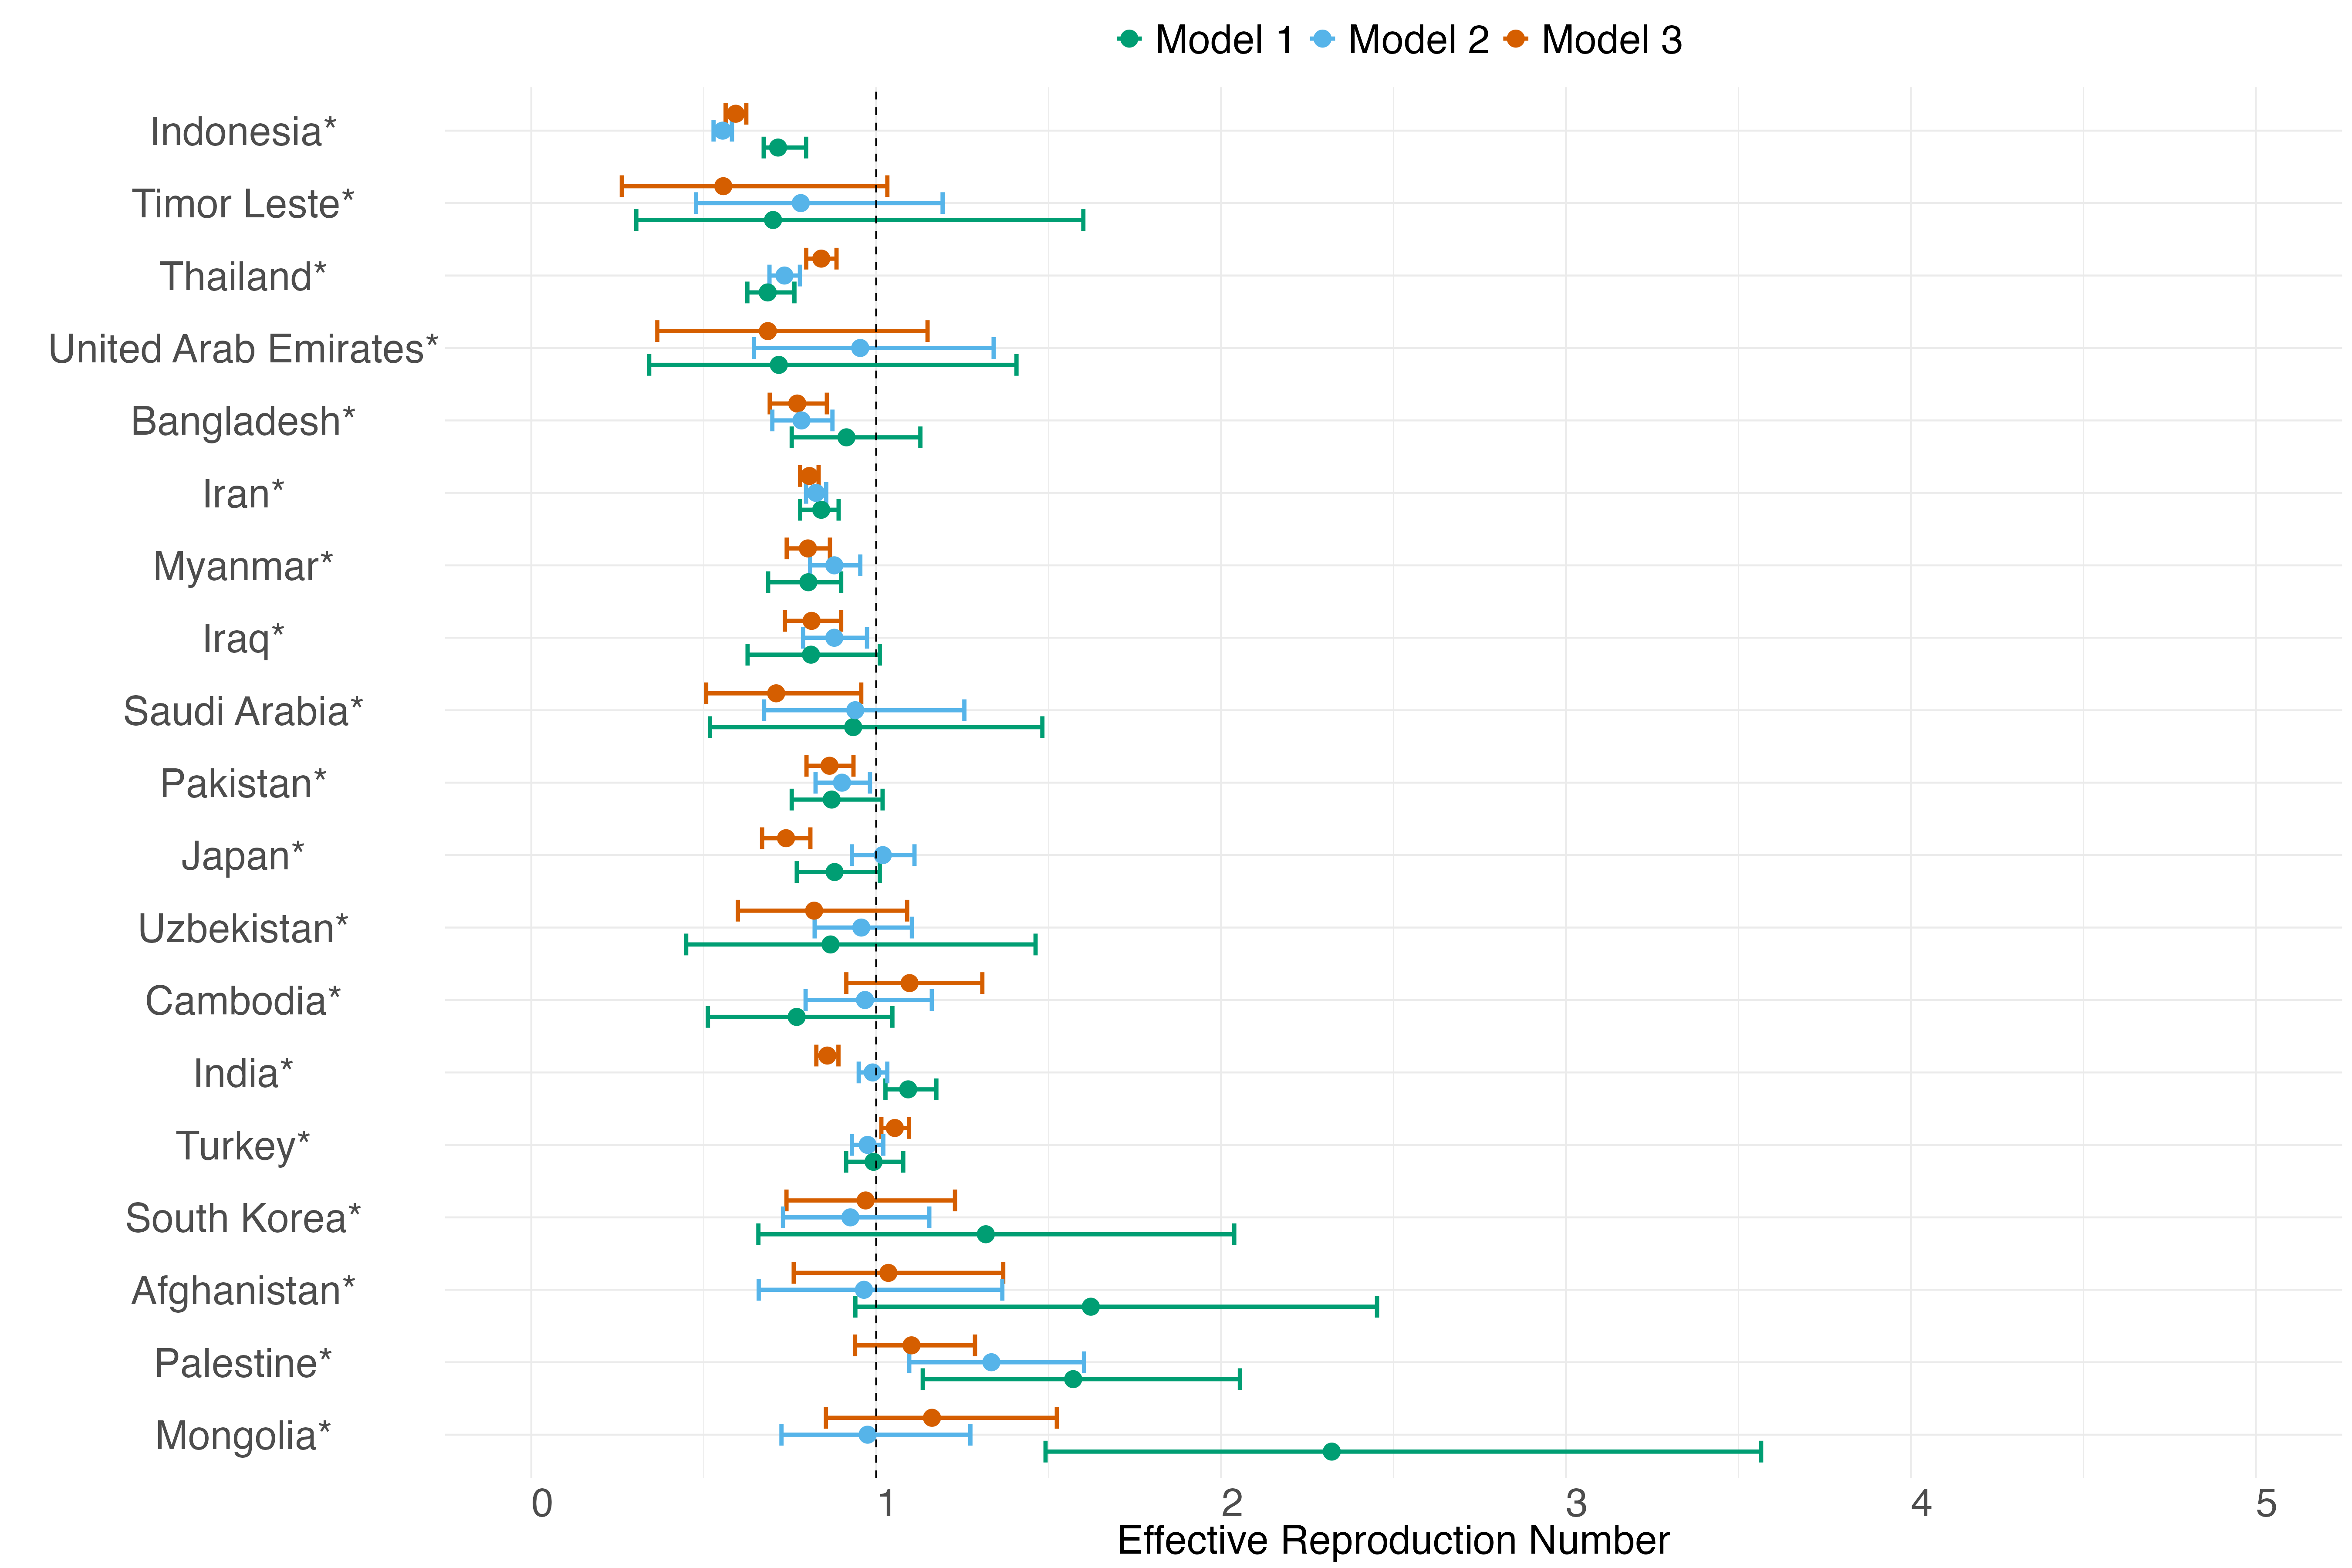 Model 1 Model 2 Model 3
Indonesia*
Timor Leste*
Thailand*
United Arab Emirates*
Bangladesh*
Iran*
Myanmar*
Iraq*
Saudi Arabia*
Pakistan*
Japan*
Uzbekistan*
Cambodia*
India*
Turkey*
South Korea*
Afghanistan*
Palestine*
Mongolia*
0 1 2 3 4 5
Effective Reproduction Number